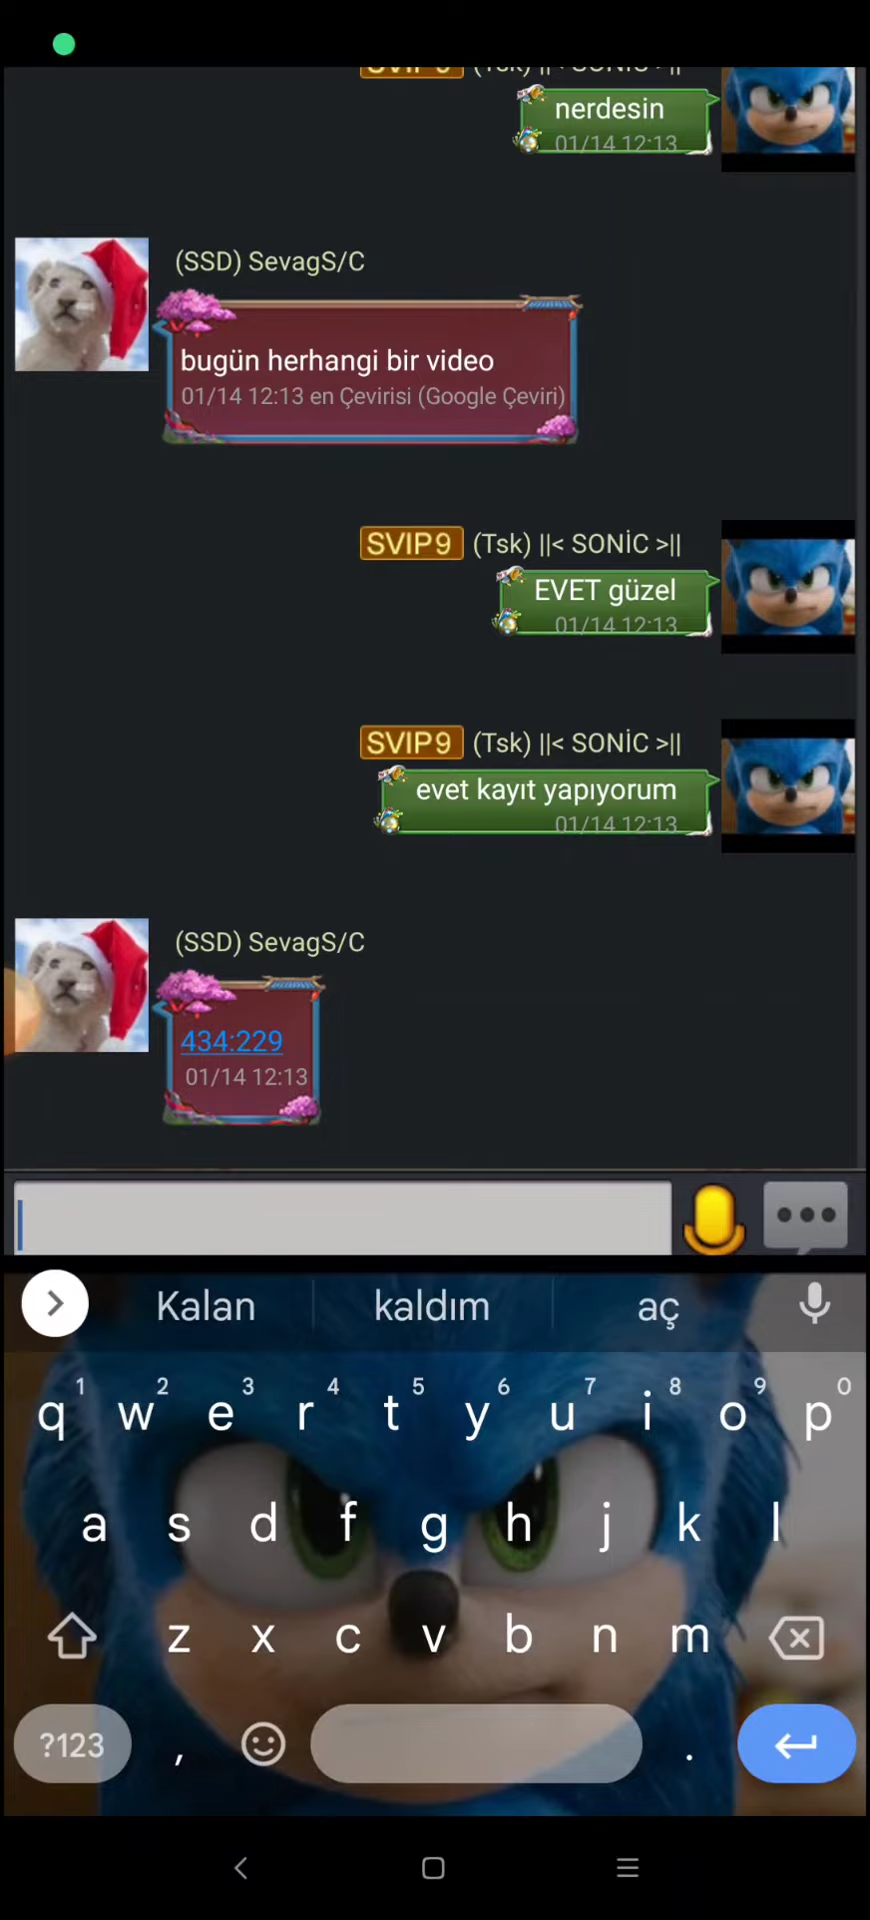 SVIP9 (Tsk) ||< SONİC >||
nerdesin
01/14 12:13
(SSD) SevagS/C
bugün herhangi bir video
01/14 12:13 en Çevirisi (Google Çeviri)
SVIP9 (Tsk) ||< SONİC >||
EVET güzel
01/14 12:13
SVIP9 (Tsk) ||< SONİC >||
evet kayıt yapıyorum
01/14 12:13
(SSD) SevagS/C
434:229
01/14 12:13
Kalan kaldım aç
1 2 3 4 5 6 7 8 9 0
q w e r t y u i o p
a s d f g h j k l
z x c v b n m
?123 , .